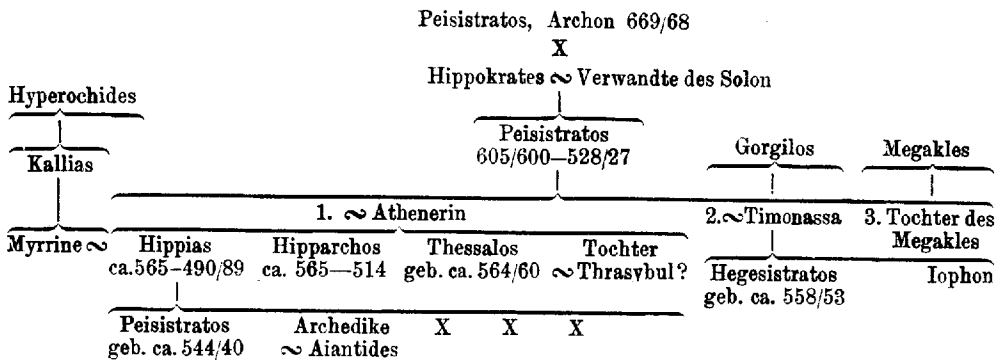 Peisistratos, Archon 669/68
X
Hippokrates ∾ Verwandte des Solon
Hyperochides
Peisistratos
605/600—528/27
Gorgilos
Megakles
Kallias
1. ∾ Athenerin
2. ∾ Timonassa
3. Tochter des
Megakles
Myrrine ∾
Hippias
ca. 565–490/89
Hipparchos
ca. 565—514
Thessalos
geb. ca. 564/60
Tochter
∾ Thrasybul?
Hegesistratos
geb. ca. 558/53
Iophon
Peisistratos
geb. ca. 544/40
Archedike
∾ Aiantides
X X X